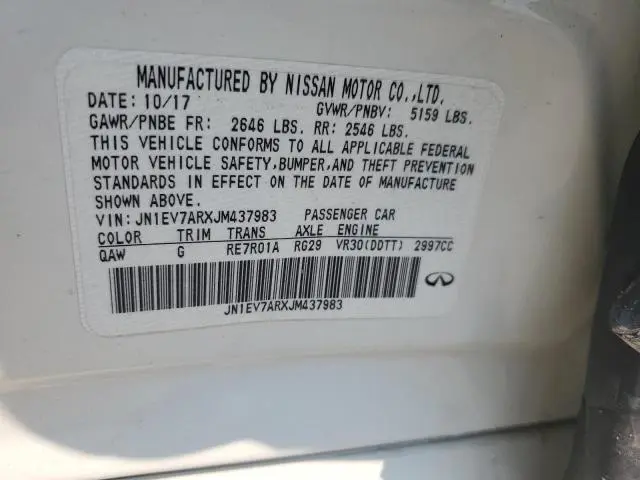 MANUFACTURED BY NISSAN MOTOR CO.,LTD.
DATE: 10/17 GVWR/PNBV: 5159 LBS.
GAWR/PNBE FR: 2646 LBS. RR: 2546 LBS.
THIS VEHICLE CONFORMS TO ALL APPLICABLE FEDERAL
MOTOR VEHICLE SAFETY,BUMPER,AND THEFT PREVENTION
STANDARDS IN EFFECT ON THE DATE OF MANUFACTURE
SHOWN ABOVE.
VIN: JN1EV7ARXJM437983 PASSENGER CAR
COLOR TRIM TRANS AXLE ENGINE
QAW G RE7R01A RG29 VR30(DDTT) 2997CC
JN1EV7ARXJM437983